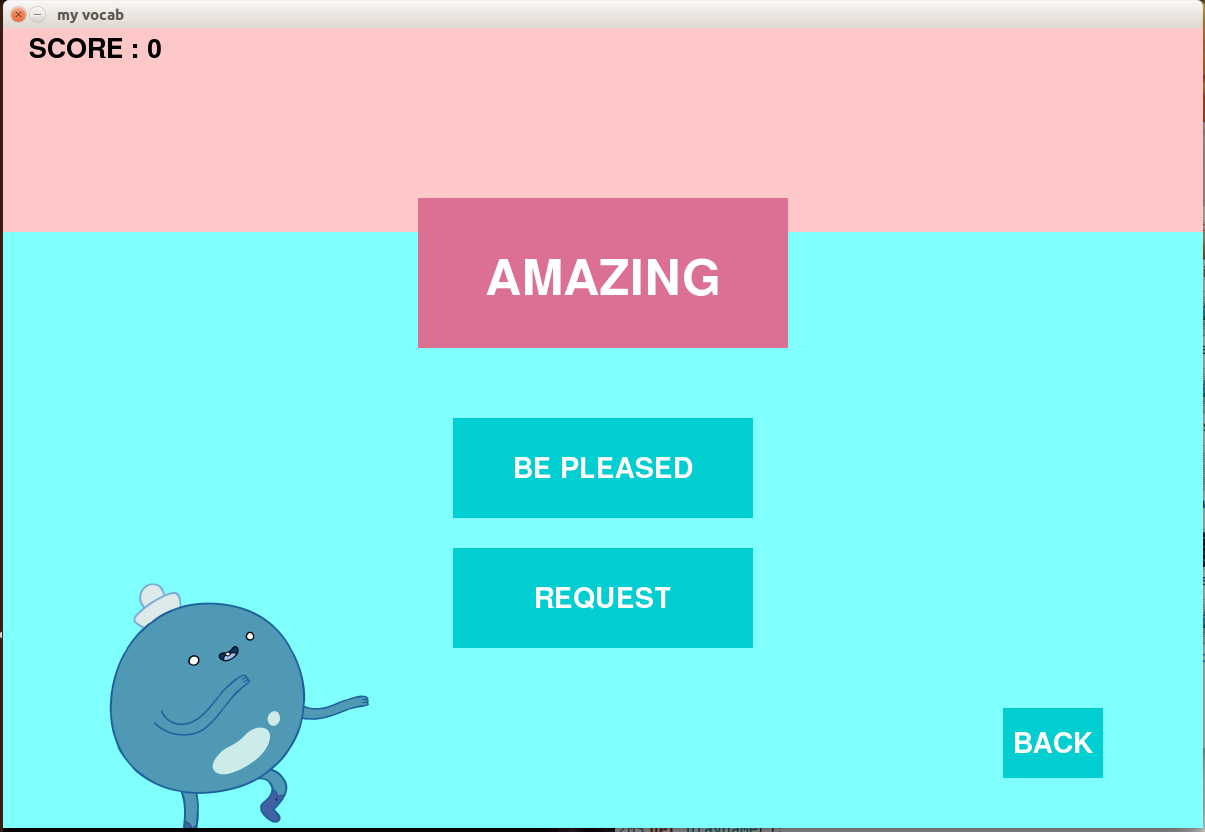 my vocab
SCORE : 0
AMAZING
BE PLEASED
REQUEST
BACK